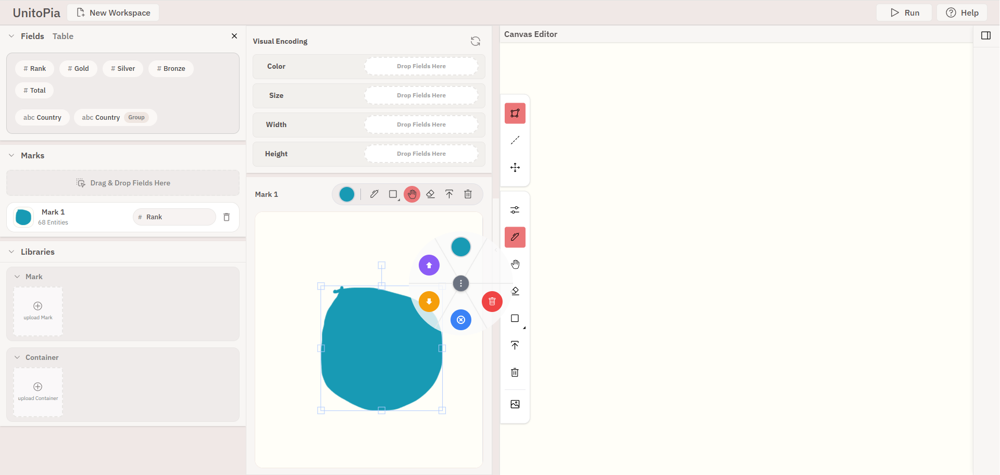 UnitoPia
New Workspace
Run
Help
Fields Table
# Rank
# Gold
# Silver
# Bronze
# Total
abc Country
abc Country Group
Marks
Drag & Drop Fields Here
Mark 1
68 Entities
# Rank
Libraries
Mark
upload Mark
Container
upload Container
Visual Encoding
Color Drop Fields Here
Size Drop Fields Here
Width Drop Fields Here
Height Drop Fields Here
Mark 1
Canvas Editor